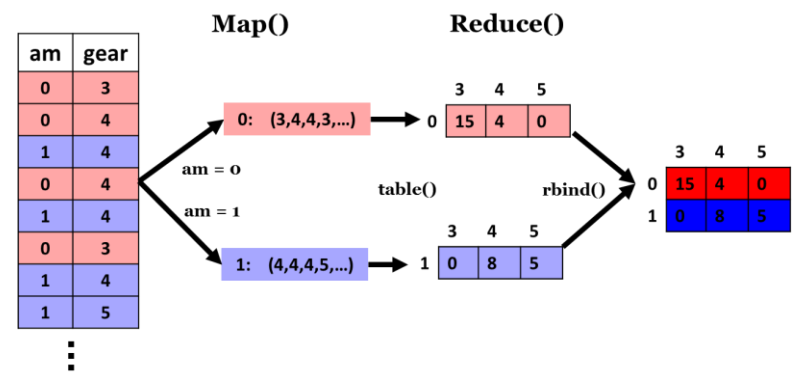 Map()
Reduce()
am gear
0 3
0 4
1 4
0 4
1 4
0 3
1 4
1 5
am = 0
am = 1
0: (3,4,4,3,...)
1: (4,4,4,5,...)
3 4 5
0 15 4 0
table()
3 4 5
1 0 8 5
rbind()
3 4 5
0 15 4 0
1 0 8 5